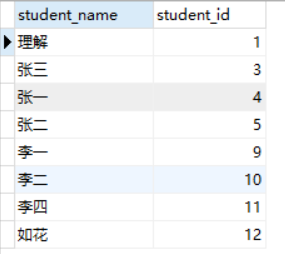 student_name student_id
理解 1
张三 3
张一 4
张二 5
李一 9
李二 10
李四 11
如花 12